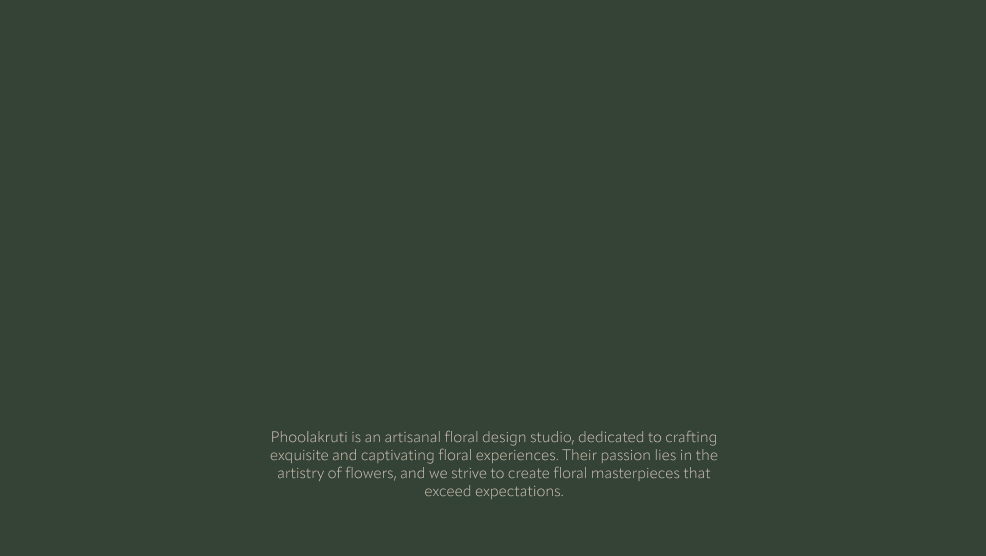 Phoolakruti is an artisanal floral design studio, dedicated to crafting
exquisite and captivating floral experiences. Their passion lies in the
artistry of flowers, and we strive to create floral masterpieces that
exceed expectations.